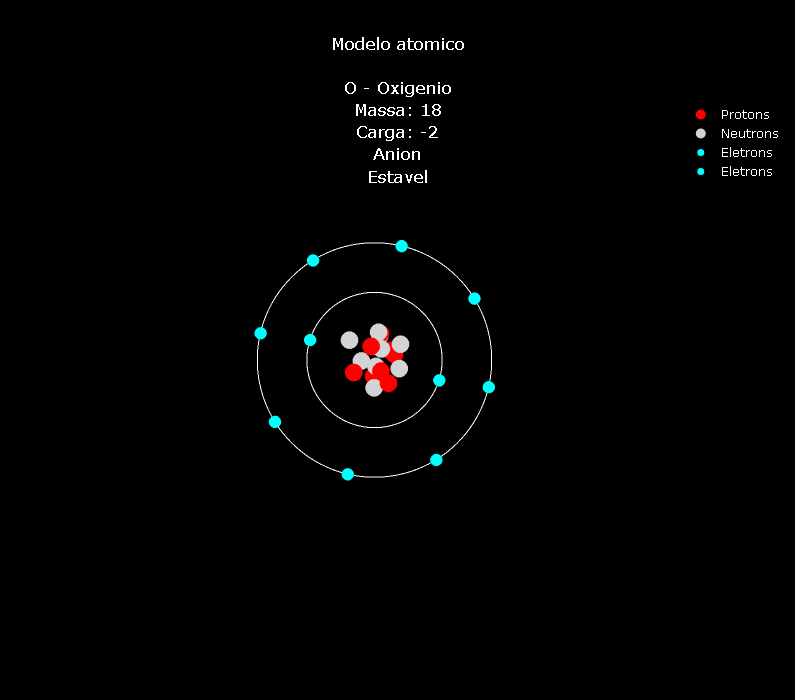 Modelo atomico
O - Oxigenio
Massa: 18
Carga: -2
Anion
Estavel
Protons
Neutrons
Eletrons
Eletrons